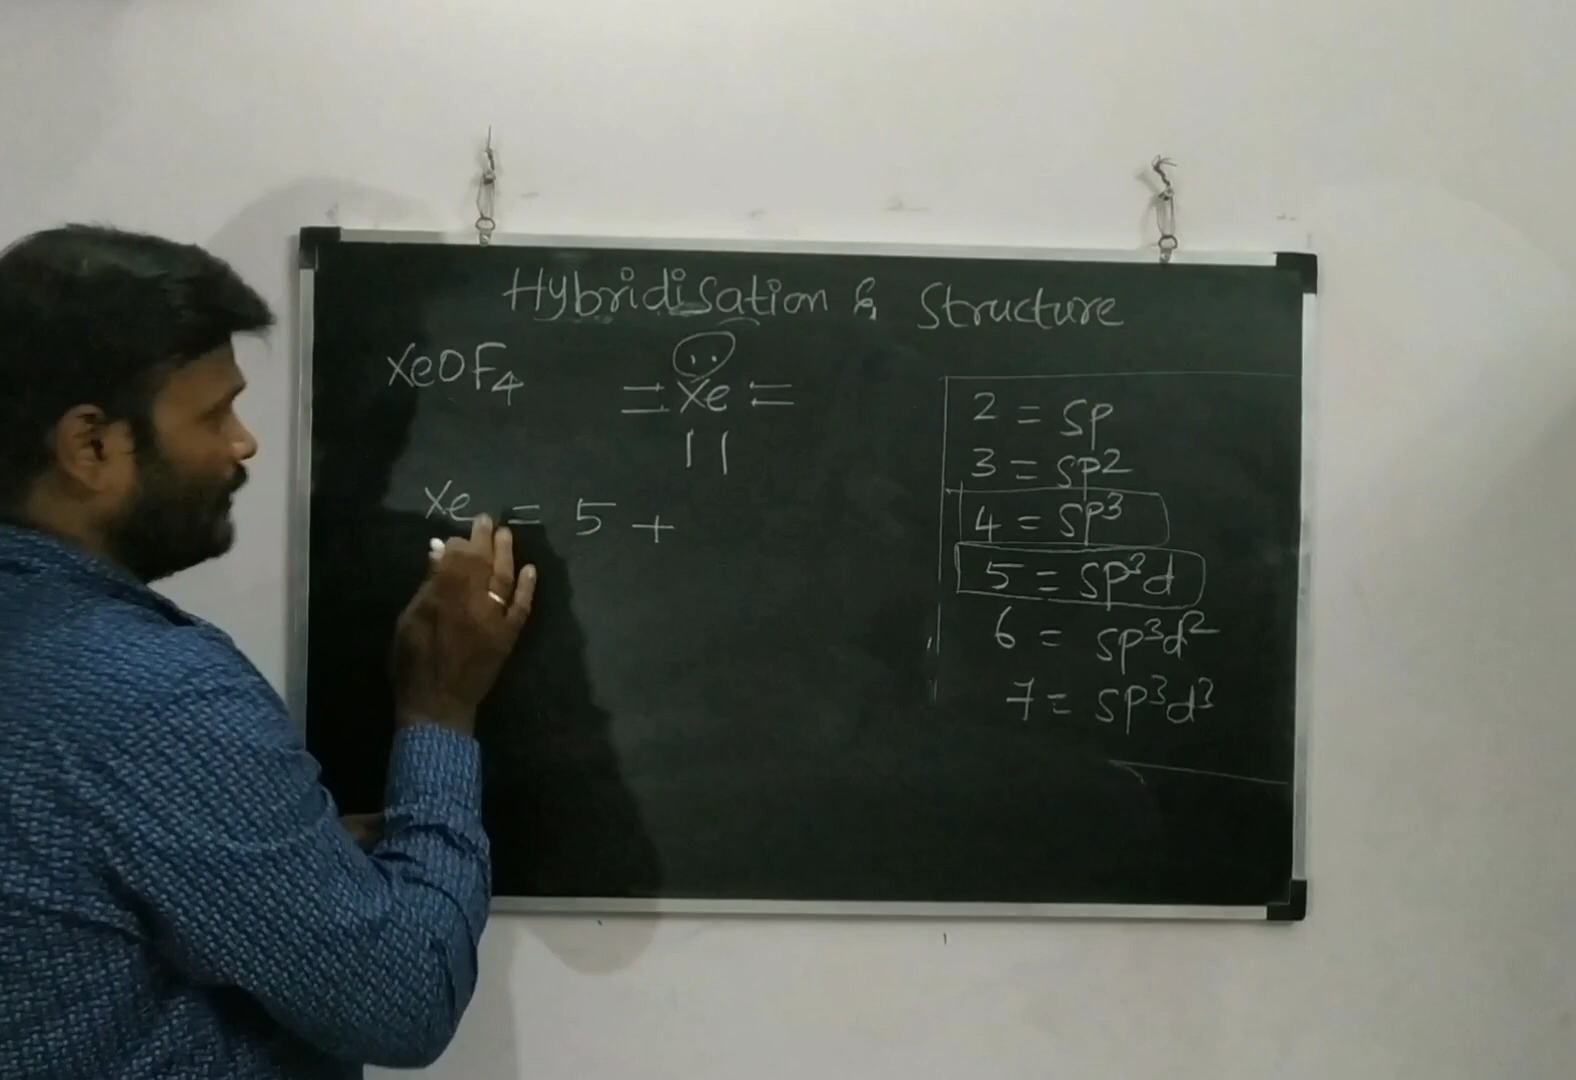 Hybridisation & Structure
XeOF4
..
= Xe =
||
Xe = 5 +
2 = sp
3 = sp2
4 = sp3
5 = sp3d
6 = sp3d2
7 = sp3d3